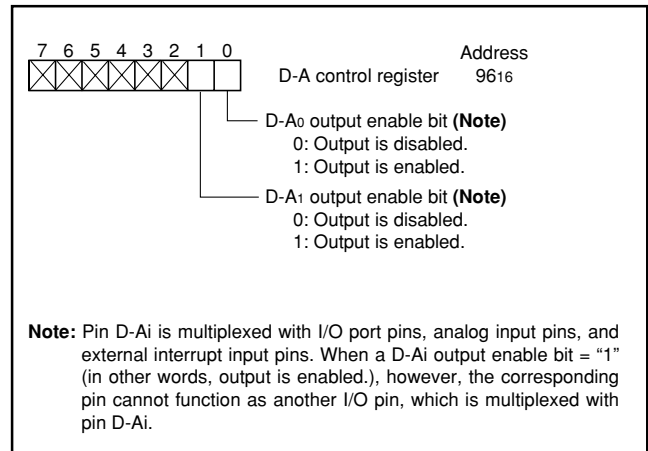 7 6 5 4 3 2 1 0
Address
D-A control register 9616
D-A0 output enable bit (Note)
0: Output is disabled.
1: Output is enabled.
D-A1 output enable bit (Note)
0: Output is disabled.
1: Output is enabled.
Note: Pin D-Ai is multiplexed with I/O port pins, analog input pins, and
external interrupt input pins. When a D-Ai output enable bit = “1”
(in other words, output is enabled.), however, the corresponding
pin cannot function as another I/O pin, which is multiplexed with
pin D-Ai.